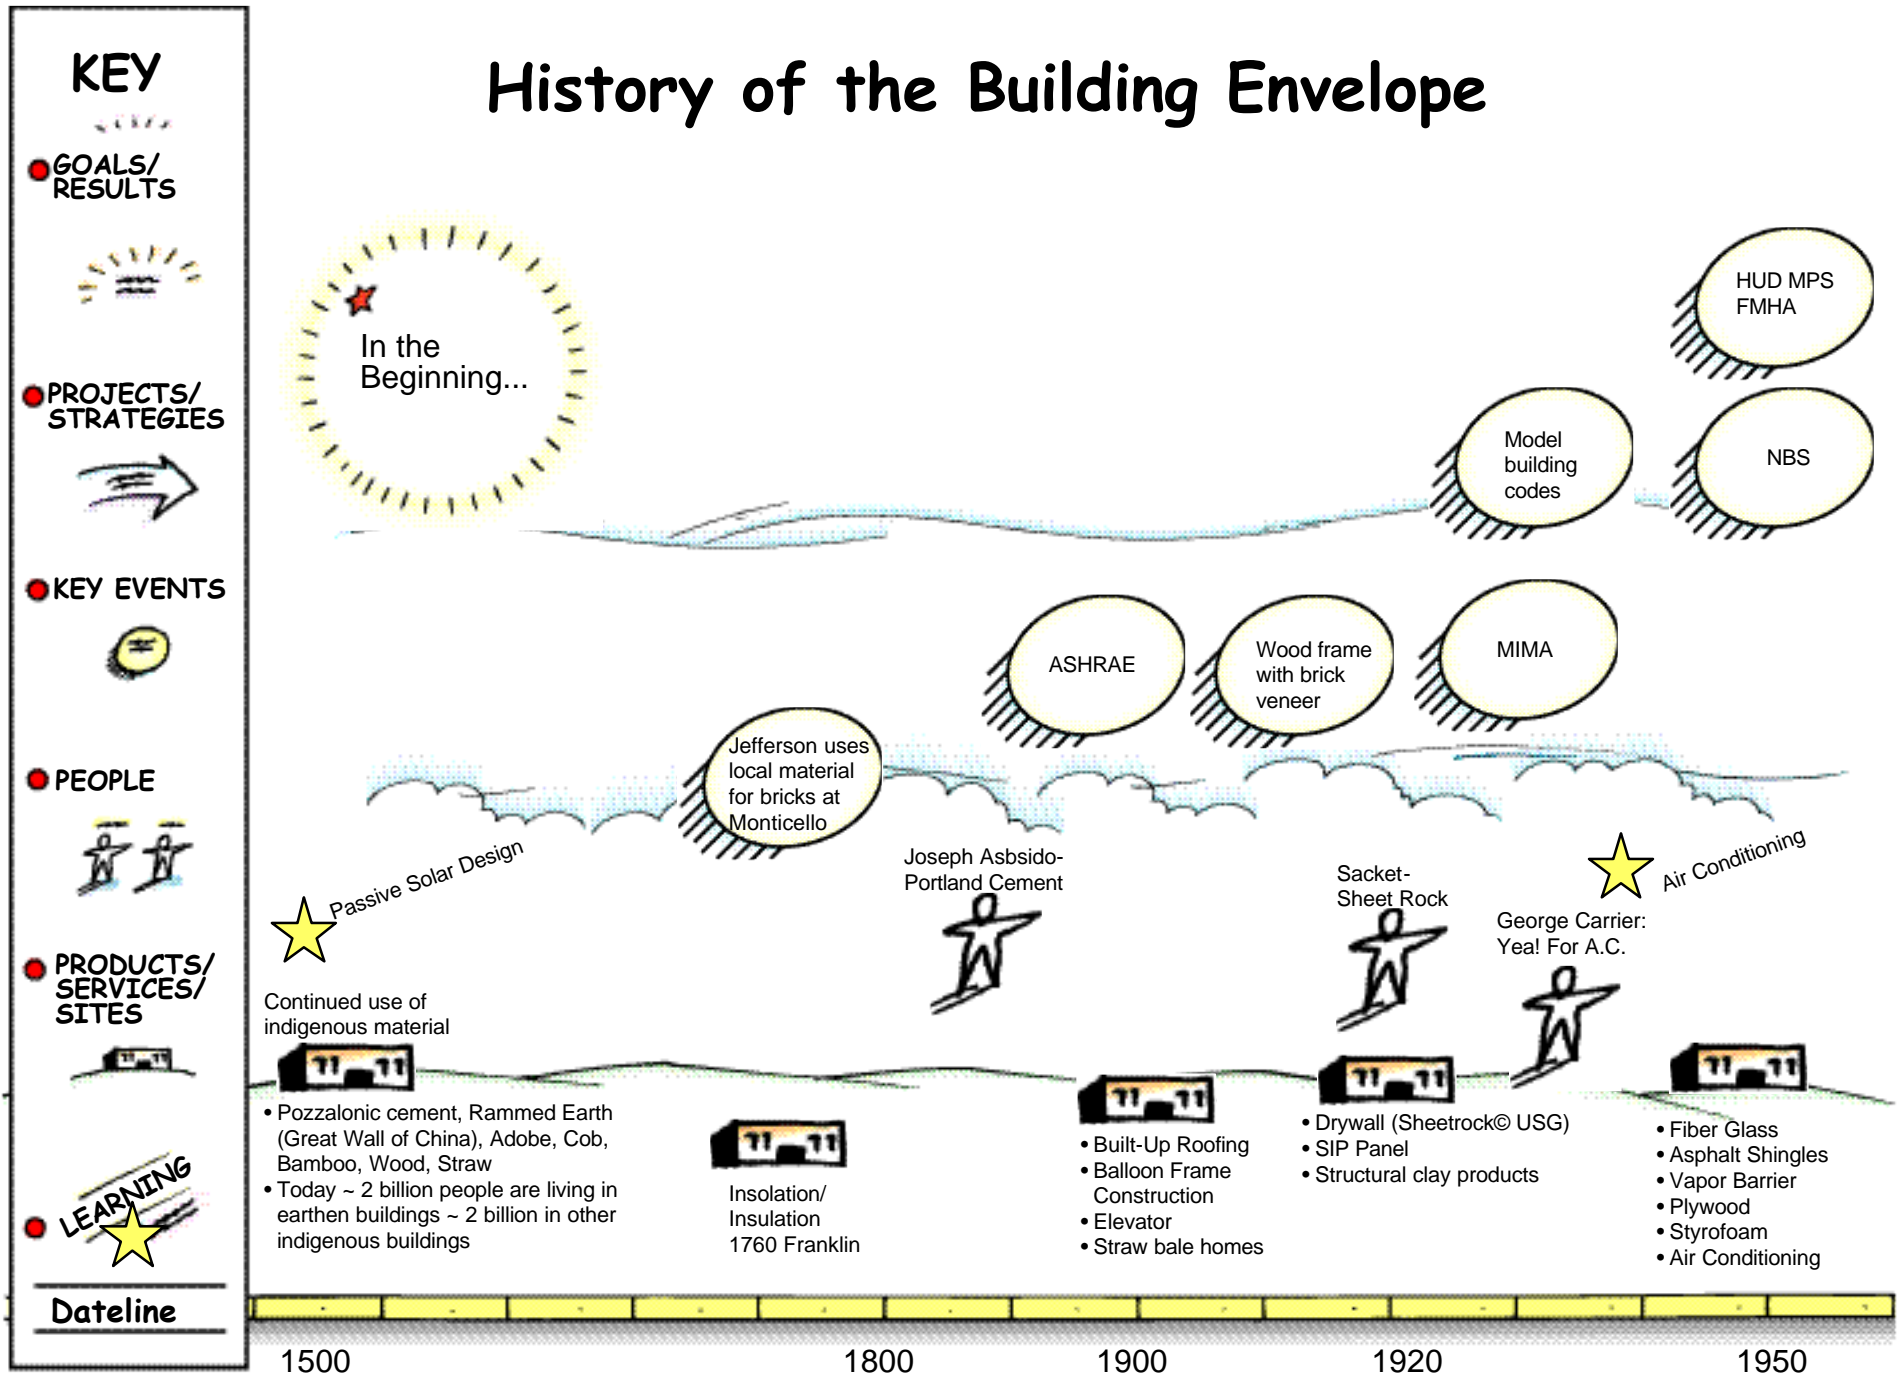 KEY
GOALS/
RESULTS
PROJECTS/
STRATEGIES
KEY EVENTS
PEOPLE
PRODUCTS/
SERVICES/
SITES
LEARNING
Dateline
History of the Building Envelope
In the
Beginning...
HUD MPS
FMHA
Model
building
codes
NBS
ASHRAE
Wood frame
with brick
veneer
MIMA
Jefferson uses
local material
for bricks at
Monticello
Passive Solar Design
Joseph Asbsido-
Portland Cement
Sacket-
Sheet Rock
Air Conditioning
George Carrier:
Yea! For A.C.
Continued use of
indigenous material
• Pozzalonic cement, Rammed Earth
(Great Wall of China), Adobe, Cob,
Bamboo, Wood, Straw
• Today ~ 2 billion people are living in
earthen buildings ~ 2 billion in other
indigenous buildings
Insolation/
Insulation
1760 Franklin
• Built-Up Roofing
• Balloon Frame
Construction
• Elevator
• Straw bale homes
• Drywall (Sheetrock© USG)
• SIP Panel
• Structural clay products
• Fiber Glass
• Asphalt Shingles
• Vapor Barrier
• Plywood
• Styrofoam
• Air Conditioning
1500
1800
1900
1920
1950